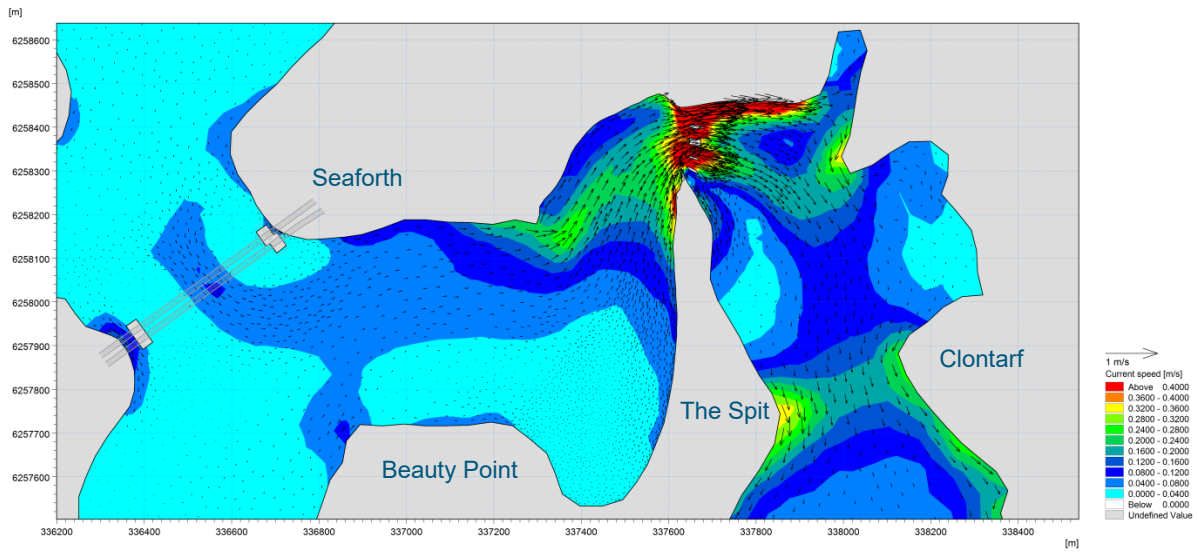 [m]
6258600
6258500
6258400
6258300
6258200
6258100
6258000
6257900
6257800
6257700
6257600
Seaforth
Clontarf
The Spit
Beauty Point
1 m/s
Current speed [m/s]
Above 0.4000
0.3600 - 0.4000
0.3200 - 0.3600
0.2800 - 0.3200
0.2400 - 0.2800
0.2000 - 0.2400
0.1600 - 0.2000
0.1200 - 0.1600
0.0800 - 0.1200
0.0400 - 0.0800
0.0000 - 0.0400
Below 0.0000
Undefined Value
336200 336400 336600 336800 337000 337200 337400 337600 337800 338000 338200 338400
[m]